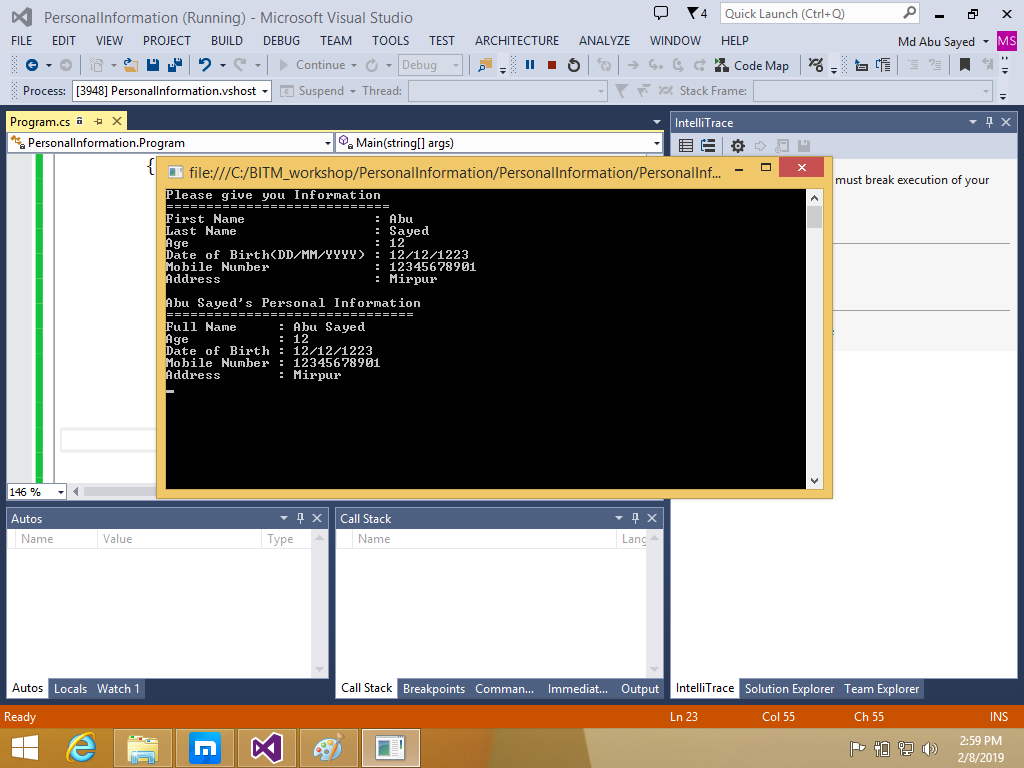 PersonalInformation (Running) - Microsoft Visual Studio
4
Quick Launch (Ctrl+Q)
FILE EDIT VIEW PROJECT BUILD DEBUG TEAM TOOLS TEST ARCHITECTURE ANALYZE WINDOW HELP
Md Abu Sayed MS
Continue Debug Code Map
Process: [3948] PersonalInformation.vshost Suspend Thread: Stack Frame:
Program.cs
IntelliTrace
PersonalInformation.Program
Main(string[] args)
{
must break execution of your
file:///C:/BITM_workshop/PersonalInformation/PersonalInformation/PersonalInf...
Please give you Information
============================
First Name : Abu
Last Name : Sayed
Age : 12
Date of Birth(DD/MM/YYYY) : 12/12/1223
Mobile Number : 12345678901
Address : Mirpur
Abu Sayed's Personal Information
===============================
Full Name : Abu Sayed
Age : 12
Date of Birth : 12/12/1223
Mobile Number : 12345678901
Address : Mirpur
146 %
Autos
Name Value Type
Call Stack
Name Lang
Autos Locals Watch 1
Call Stack Breakpoints Comman... Immediat... Output
IntelliTrace Solution Explorer Team Explorer
Ready Ln 23 Col 55 Ch 55 INS
2:59 PM
2/8/2019